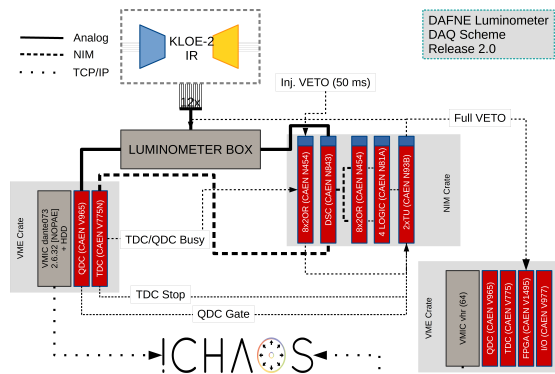 Analog
NIM
TCP/IP
KLOE-2
IR
12x
DAFNE Luminometer
DAQ Scheme
Release 2.0
Inj. VETO (50 ms)
Full VETO
LUMINOMETER BOX
8x2OR (CAEN N454)
DSC (CAEN N843)
8x2OR (CAEN N454)
4 LOGIC (CAEN N81A)
2xTU (CAEN N93B)
NIM Crate
VME Crate
VMIC dante073
2.6.32 [NOPAE]
+ HDD
QDC (CAEN V965)
TDC (CAEN V775N)
TDC/QDC Busy
TDC Stop
QDC Gate
VME Crate
VMIC vhr (64)
QDC (CAEN V965)
TDC (CAEN V775)
FPGA (CAEN V1495)
I/O (CAEN V977)
!CHAOS